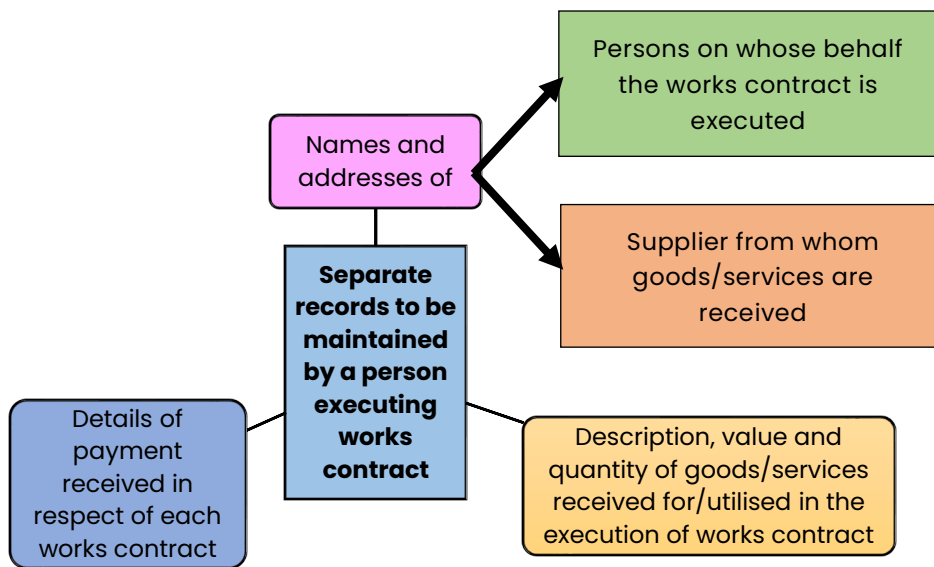 Persons on whose behalf
the works contract is
executed
Names and
addresses of
Supplier from whom
goods/services are
received
Separate
records to be
maintained
by a person
executing
works
contract
Details of
payment
received in
respect of each
works contract
Description, value and
quantity of goods/services
received for/utilised in the
execution of works contract